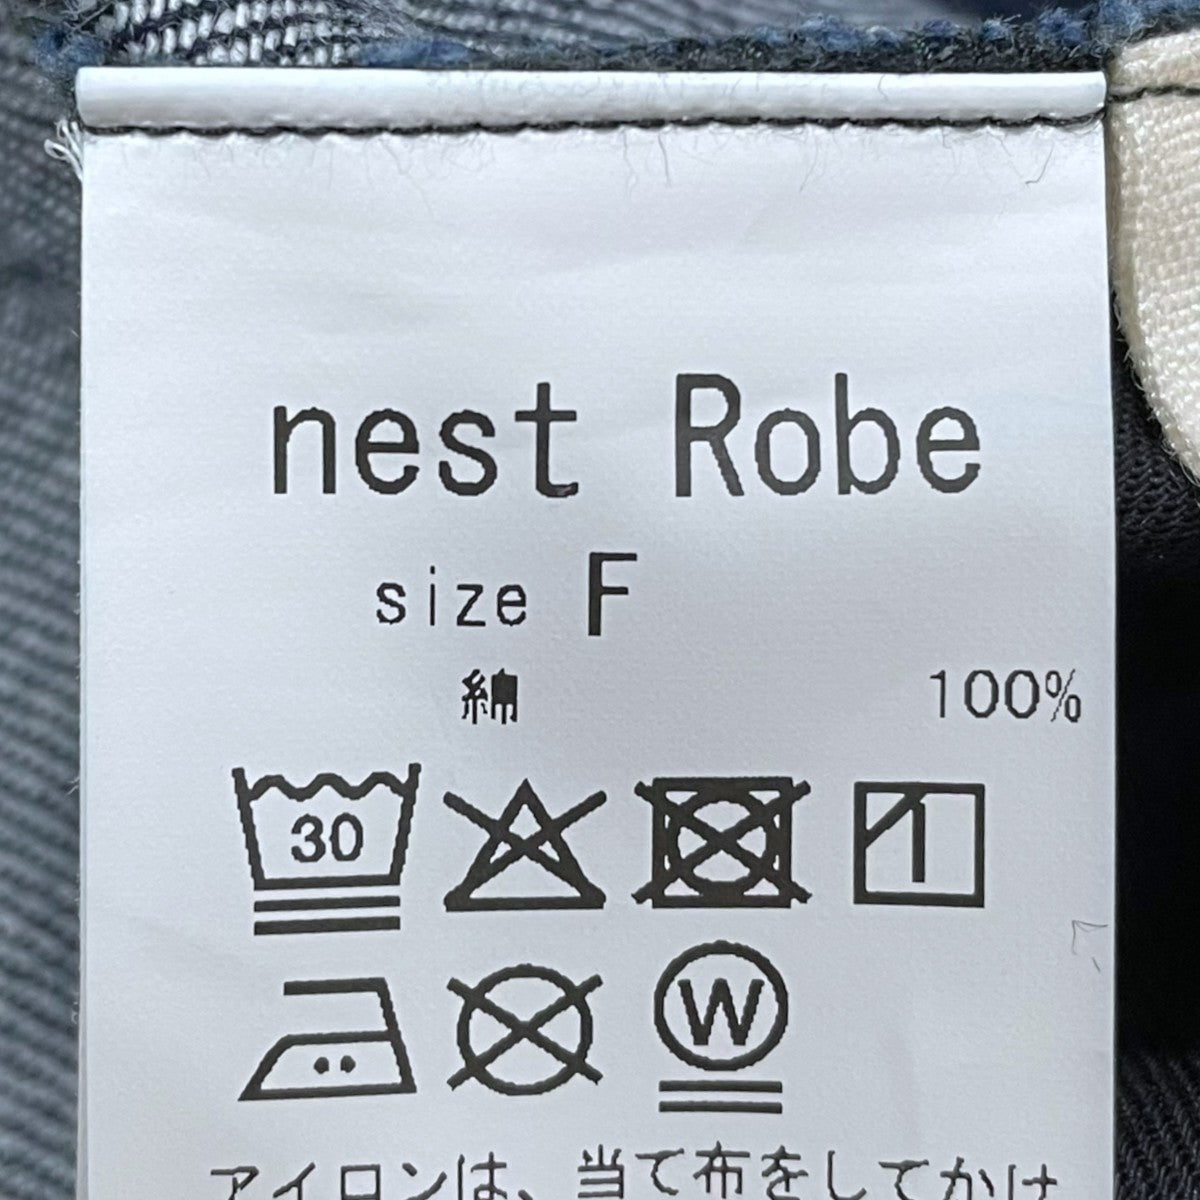 nest Robe
size F
綿 100%
30
W
アイロンは、当て布をしてかけ